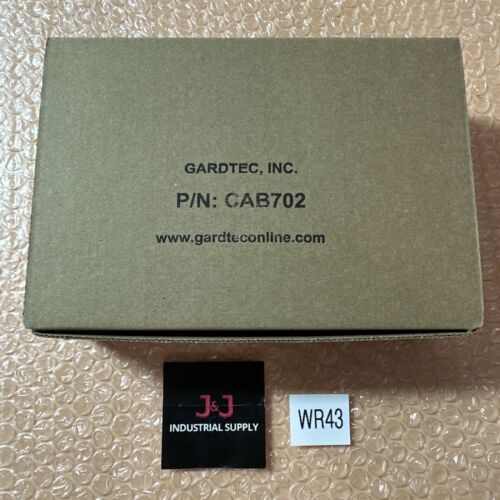 GARDTEC, INC.
P/N: CAB702
www.gardteconline.com
J&J
INDUSTRIAL SUPPLY
WR43